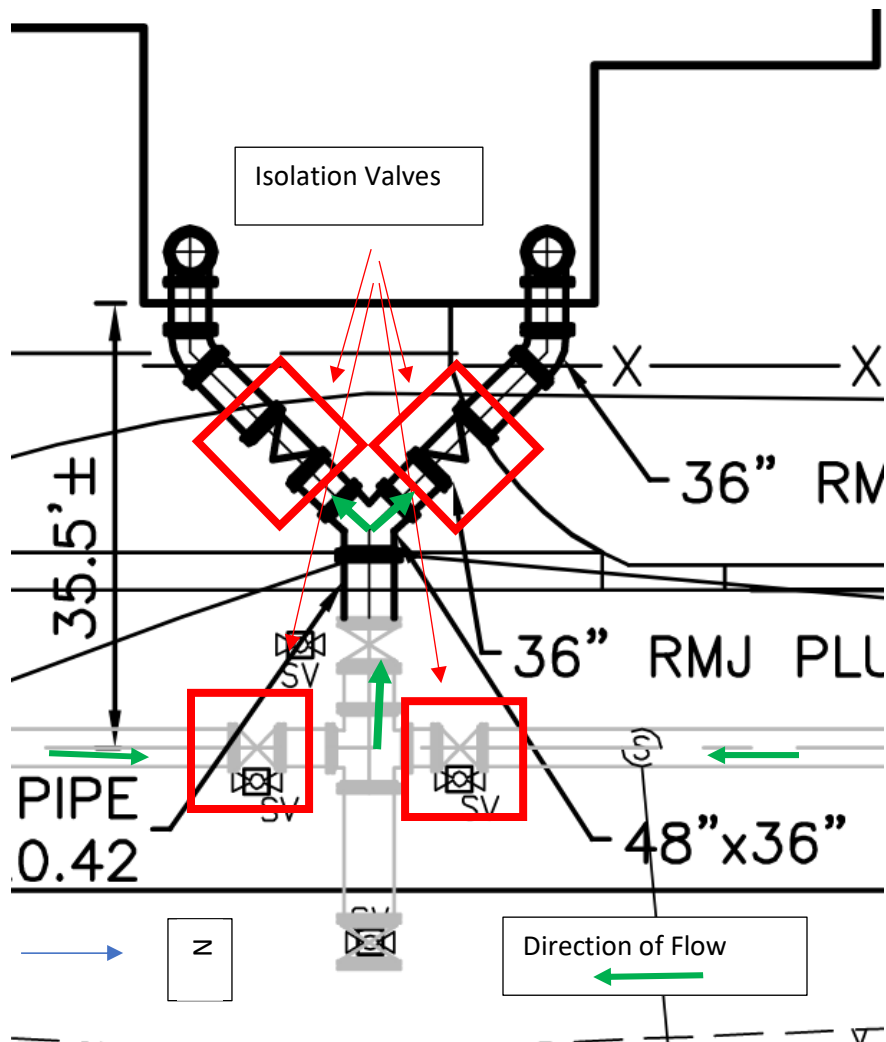 Isolation Valves
X
X
36" RM
35.5'±
SV
36" RMJ PLU
SV
SV
PIPE
0.42
48"x36"
SV
N
Direction of Flow